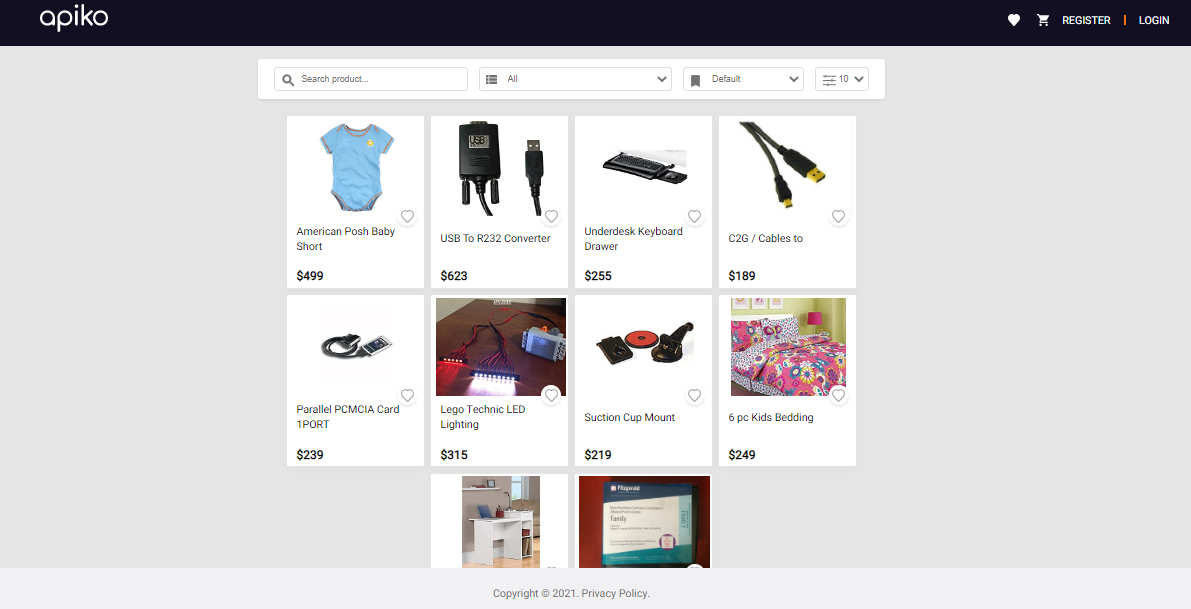 apiko
REGISTER | LOGIN
Search product...
All
Default
10
American Posh Baby
Short
$499
USB To R232 Converter
$623
Underdesk Keyboard
Drawer
$255
C2G / Cables to
$189
Parallel PCMCIA Card
1PORT
$239
Lego Technic LED
Lighting
$315
Suction Cup Mount
$219
6 pc Kids Bedding
$249
Fitzgerald
Family
Copyright © 2021. Privacy Policy.